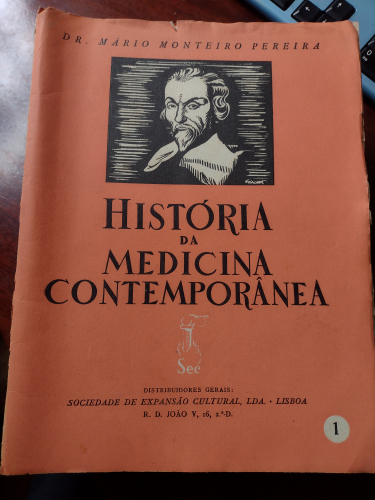 DR. MÁRIO MONTEIRO PEREIRA
HISTÓRIA
DA
MEDICINA
CONTEMPORÂNEA
Sec
DISTRIBUIDORES GERAIS:
SOCIEDADE DE EXPANSÃO CULTURAL, LDA. · LISBOA
R. D. JOÃO V, 16, 2.º-D.
1